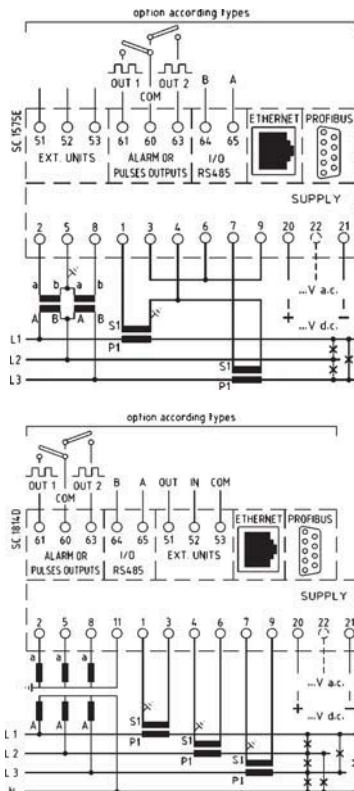 option according types
OUT 1 OUT 2 B A
COM
ETHERNET PROFIBUS
SC 1575E
51 52 53 61 60 63 64 65
EXT. UNITS ALARM OR I/O
PULSES OUTPUTS RS485
SUPPLY
2 5 8 1 3 4 6 7 9 20 22 21
a b a b
...V a.c.
+ –
A B A B S1
...V d.c.
L1 P1
L2 S1
L3 P1
option according types
OUT 1 OUT 2 B A OUT IN COM
COM
ETHERNET PROFIBUS
SC 1814D
61 60 63 64 65 51 52 53
ALARM OR I/O EXT. UNITS
PULSES OUTPUTS RS485
SUPPLY
2 5 8 11 1 3 4 6 7 9 20 22 21
a a a
...V a.c.
+ –
A A A S1
...V d.c.
L 1 P1 S1
L 2 P1 S1
L 3 P1
N